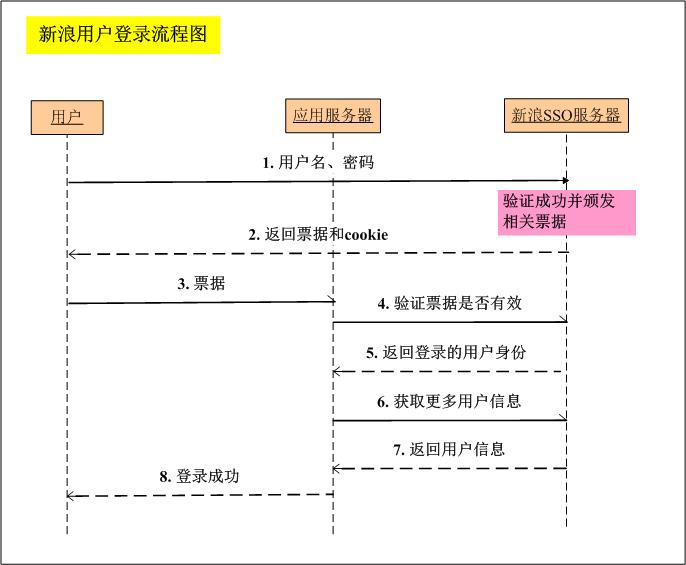 新浪用户登录流程图
用户
应用服务器
新浪SSO服务器
1. 用户名、密码
验证成功并颁发
相关票据
2. 返回票据和cookie
3. 票据
4. 验证票据是否有效
5. 返回登录的用户身份
6. 获取更多用户信息
7. 返回用户信息
8. 登录成功